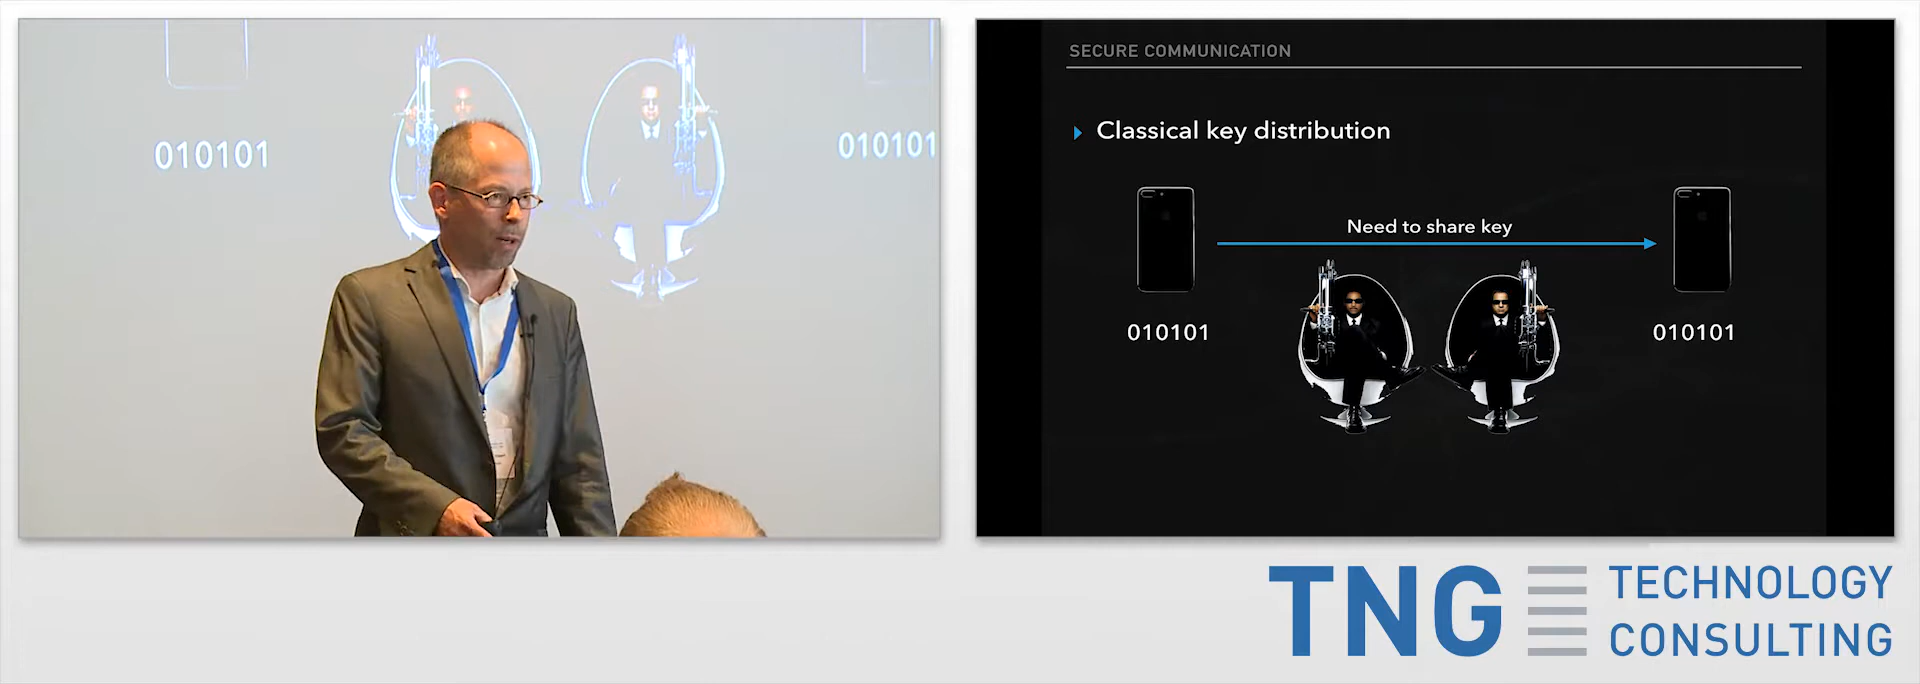 010101
010101
SECURE COMMUNICATION
Classical key distribution
Need to share key
010101
010101
TNG TECHNOLOGY
CONSULTING